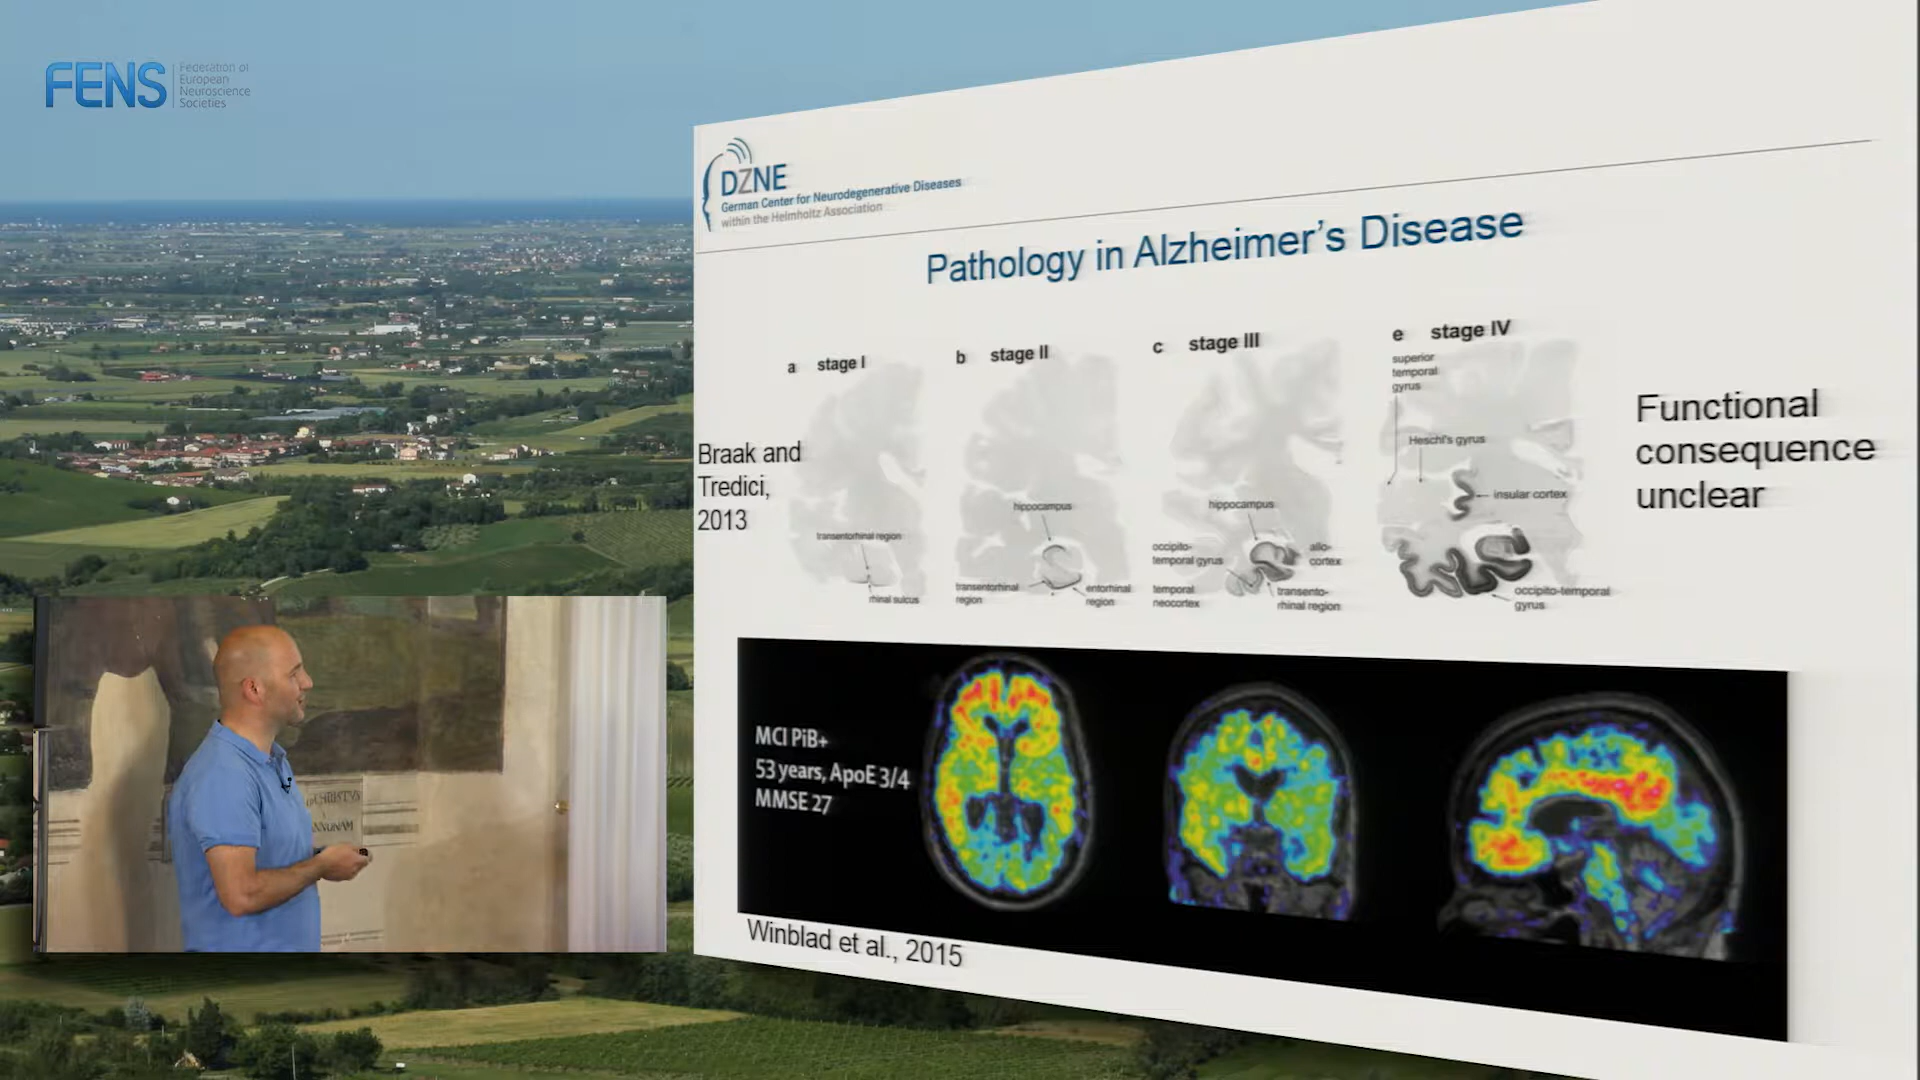 FENS
Federation of
European
Neuroscience
Societies
DZNE
German Center for Neurodegenerative Diseases
within the Helmholtz Association
Pathology in Alzheimer's Disease
a stage I
b stage II
c stage III
e stage IV
Braak and
Tredici,
2013
transentorhinal region
rhinal sulcus
hippocampus
transentorhinal
region
entorhinal
region
hippocampus
occipito-
temporal gyrus
allo-
cortex
temporal
neocortex
transento-
rhinal region
superior
temporal
gyrus
Heschl's gyrus
insular cortex
occipito-temporal
gyrus
Functional
consequence
unclear
MCI PiB+
53 years, ApoE 3/4
MMSE 27
Winblad et al., 2015
CHRISTVS